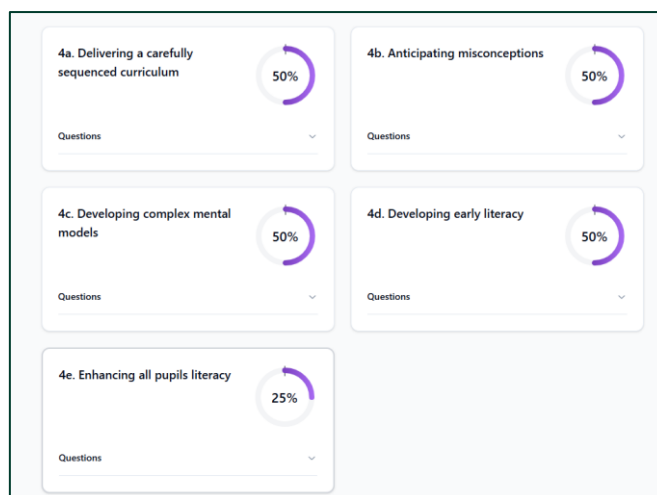 4a. Delivering a carefully
sequenced curriculum
50%
Questions
4b. Anticipating misconceptions
50%
Questions
4c. Developing complex mental
models
50%
Questions
4d. Developing early literacy
50%
Questions
4e. Enhancing all pupils literacy
25%
Questions